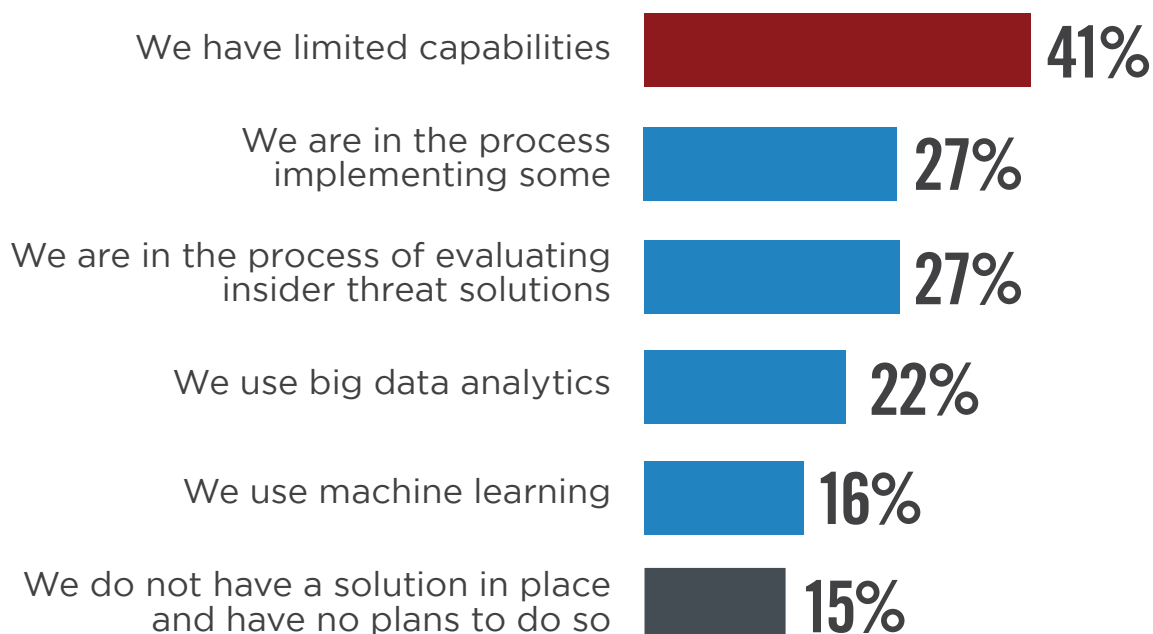 We have limited capabilities
41%
We are in the process
implementing some
27%
We are in the process of evaluating
insider threat solutions
27%
We use big data analytics
22%
We use machine learning
16%
We do not have a solution in place
and have no plans to do so
15%